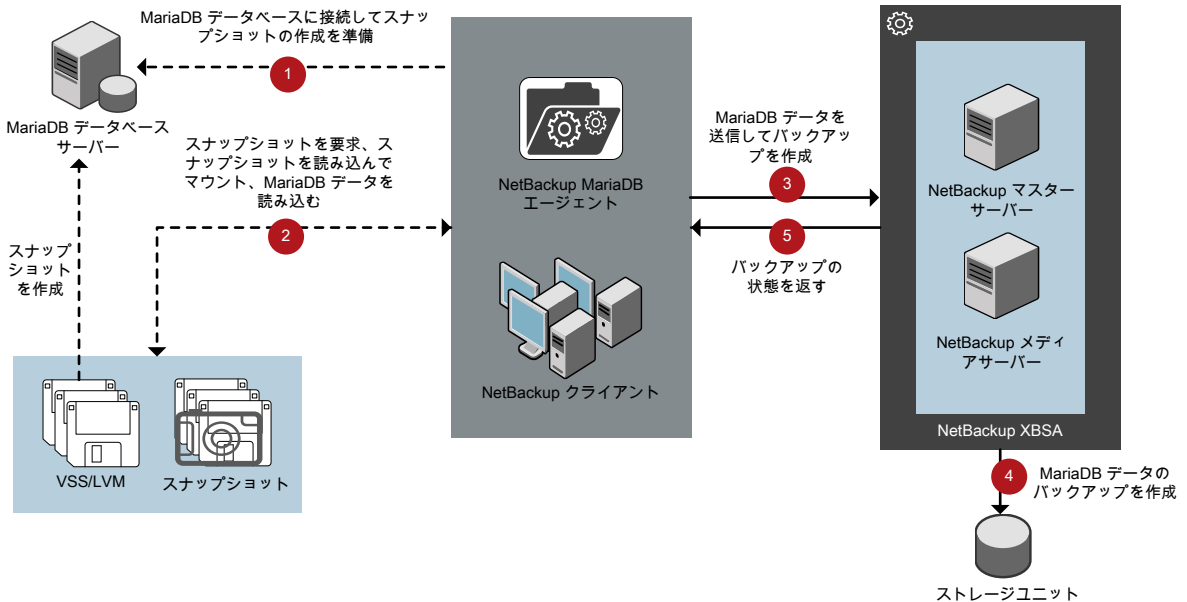 MariaDB データベースに接続してスナッ
プショットの作成を準備
1
MariaDB データベース
サーバー
スナップショットを要求、ス
ナップショットを読み込んで
マウント、MariaDB データを
読み込む
2
スナップ
ショット
を作成
VSS/LVM
スナップショット
NetBackup MariaDB
エージェント
NetBackup クライアント
MariaDB データを
送信してバックアッ
プを作成
3
5
バックアップの
状態を返す
NetBackup マスター
サーバー
NetBackup メディ
アサーバー
NetBackup XBSA
4
MariaDB データの
バックアップを作成
ストレージユニット